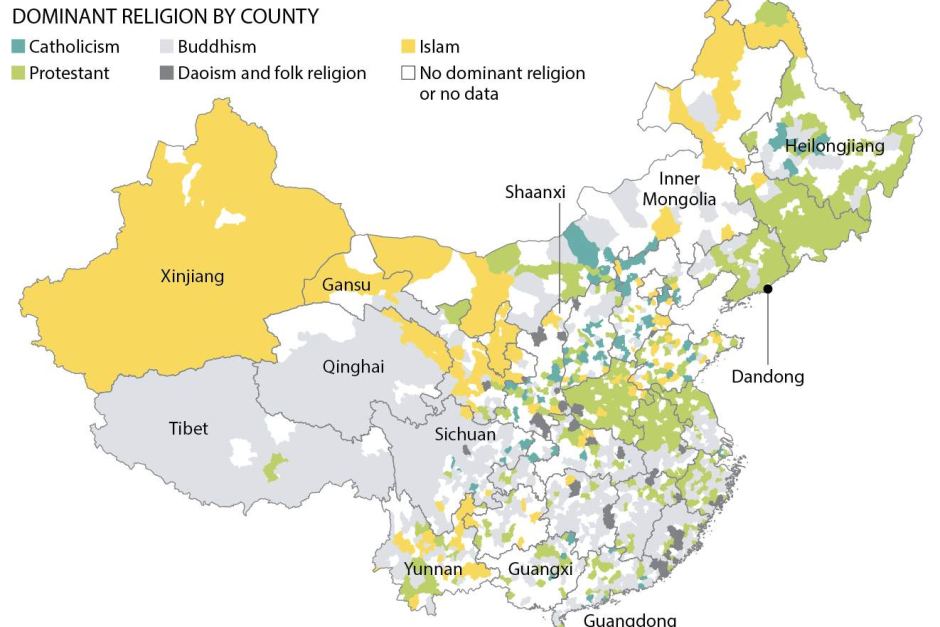 DOMINANT RELIGION BY COUNTY
Catholicism
Buddhism
Islam
Protestant
Daoism and folk religion
No dominant religion
or no data
Heilongjiang
Shaanxi
Inner
Mongolia
Xinjiang
Gansu
Qinghai
Dandong
Tibet
Sichuan
Yunnan
Guangxi
Guangdong